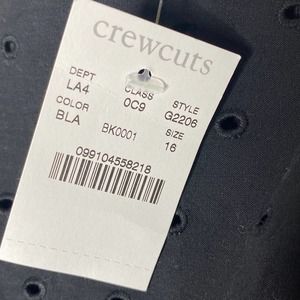 crewcuts
DEPT CLASS STYLE
LA4 0C9 G2206
COLOR SIZE
BLA BK0001 16
099104558218